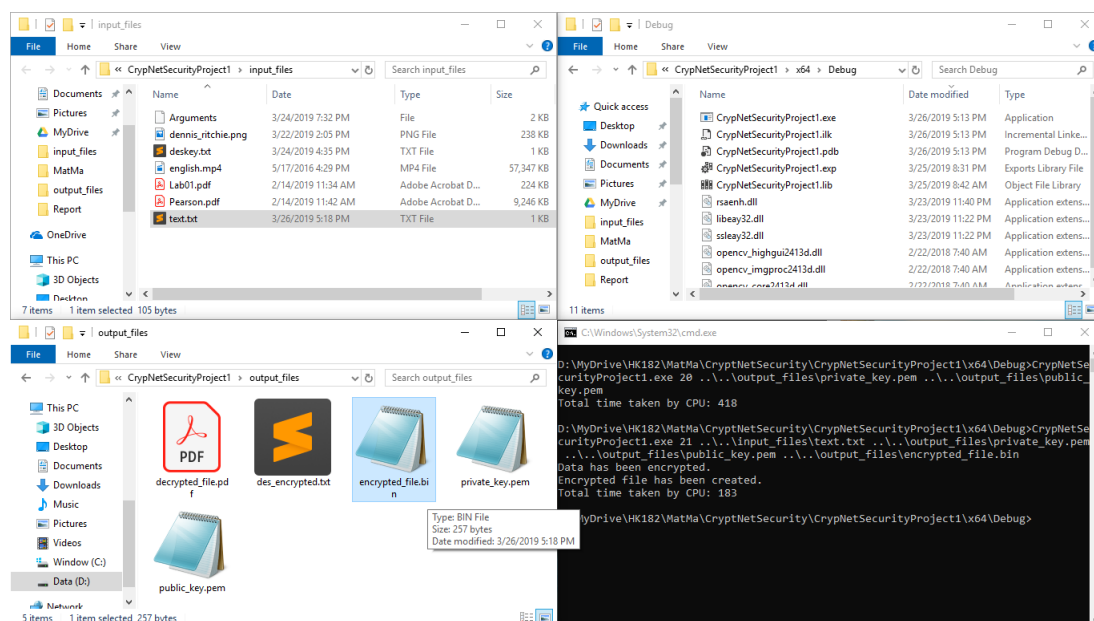 input_files
File Home Share View
« CrypNetSecurityProject1 › input_files Search input_files
Documents
Pictures
MyDrive
input_files
MatMa
output_files
Report
OneDrive
This PC
3D Objects
Desktop
Name Date Type Size
Arguments 3/24/2019 7:32 PM File 2 KB
dennis_ritchie.png 3/22/2019 2:05 PM PNG File 238 KB
deskey.txt 3/24/2019 4:35 PM TXT File 1 KB
english.mp4 5/17/2016 4:29 PM MP4 File 57,347 KB
Lab01.pdf 2/14/2019 11:34 AM Adobe Acrobat D... 224 KB
Pearson.pdf 2/14/2019 11:42 AM Adobe Acrobat D... 9,246 KB
text.txt 3/26/2019 5:18 PM TXT File 1 KB
7 items 1 item selected 105 bytes
Debug
File Home Share View
« CrypNetSecurityProject1 › x64 › Debug Search Debug
Quick access
Desktop
Downloads
Documents
Pictures
MyDrive
input_files
MatMa
output_files
Report
Name Date modified Type
CrypNetSecurityProject1.exe 3/26/2019 5:13 PM Application
CrypNetSecurityProject1.ilk 3/26/2019 5:13 PM Incremental Linke...
CrypNetSecurityProject1.pdb 3/26/2019 5:13 PM Program Debug D...
CrypNetSecurityProject1.exp 3/25/2019 8:31 PM Exports Library File
CrypNetSecurityProject1.lib 3/25/2019 8:42 AM Object File Library
rsaenh.dll 3/23/2019 11:40 PM Application extens...
libeay32.dll 3/23/2019 11:22 PM Application extens...
ssleay32.dll 3/23/2019 11:22 PM Application extens...
opencv_highgui2413d.dll 2/22/2018 7:40 AM Application extens...
opencv_imgproc2413d.dll 2/22/2018 7:40 AM Application extens...
opencv_core2413d.dll 2/22/2018 7:40 AM Application extens...
11 items
output_files
File Home Share View
« CrypNetSecurityProject1 › output_files Search output_files
This PC
3D Objects
Desktop
Documents
Downloads
Music
Pictures
Videos
Window (C:)
Data (D:)
Network
PDF
decrypted_file.pd
f
des_encrypted.txt
encrypted_file.bi
n
private_key.pem
public_key.pem
Type: BIN File
Size: 257 bytes
Date modified: 3/26/2019 5:18 PM
5 items 1 item selected 257 bytes
C:\Windows\System32\cmd.exe
D:\MyDrive\HK182\MatMa\CryptNetSecurity\CrypNetSecurityProject1\x64\Debug>CrypNetSe
curityProject1.exe 20 ..\..\output_files\private_key.pem ..\..\output_files\public_
key.pem
Total time taken by CPU: 418
D:\MyDrive\HK182\MatMa\CryptNetSecurity\CrypNetSecurityProject1\x64\Debug>CrypNetSe
curityProject1.exe 21 ..\..\input_files\text.txt ..\..\output_files\private_key.pem
..\..\output_files\public_key.pem ..\..\output_files\encrypted_file.bin
Data has been encrypted.
Encrypted file has been created.
Total time taken by CPU: 183
MyDrive\HK182\MatMa\CryptNetSecurity\CrypNetSecurityProject1\x64\Debug>